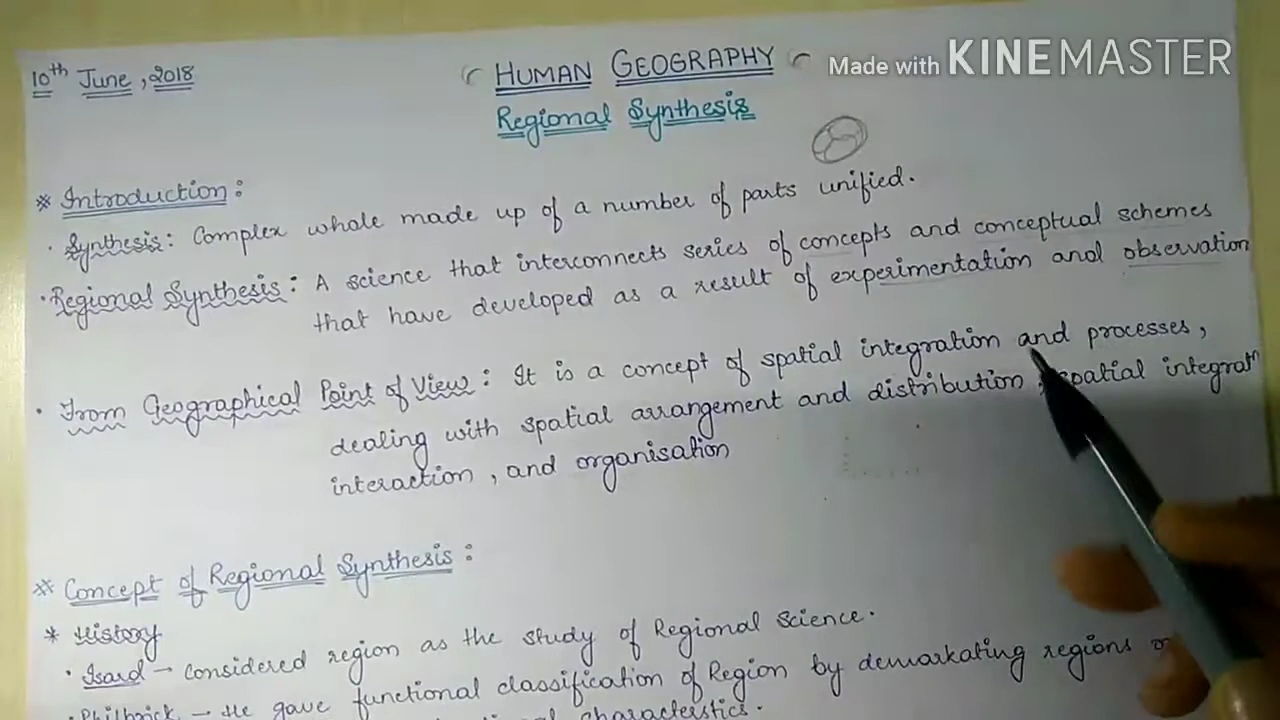 Made with KINEMASTER
10th June, 2018
HUMAN GEOGRAPHY
Regional Synthesis
* Introduction:
· Synthesis: Complex whole made up of a number of parts unified.
· Regional Synthesis: A science that interconnects series of concepts and conceptual schemes
that have developed as a result of experimentation and observation
· From Geographical Point of View: It is a concept of spatial integration and processes,
dealing with spatial arrangement and distribution, spatial integratn
interaction, and organisation
* Concept of Regional Synthesis:
* History
· Isard – considered region as the study of Regional Science.
· Philbrick – He gave functional classification of Region by demarkating regions
characteristics.